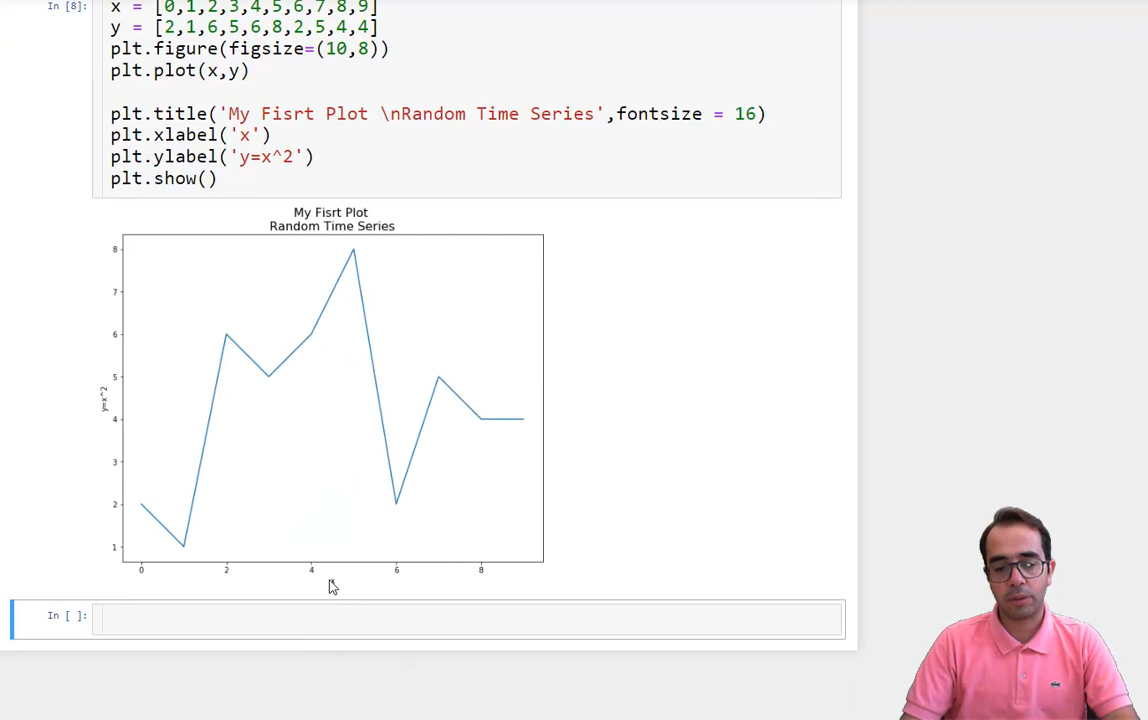 In [8]:
x = [0,1,2,3,4,5,6,7,8,9]
y = [2,1,6,5,6,8,2,5,4,4]
plt.figure(figsize=(10,8))
plt.plot(x,y)
plt.title('My Fisrt Plot \nRandom Time Series',fontsize = 16)
plt.xlabel('x')
plt.ylabel('y=x^2')
plt.show()
My Fisrt Plot
Random Time Series
8
7
6
5
4
3
2
1
y=x^2
0 2 4 6 8
In [ ]: